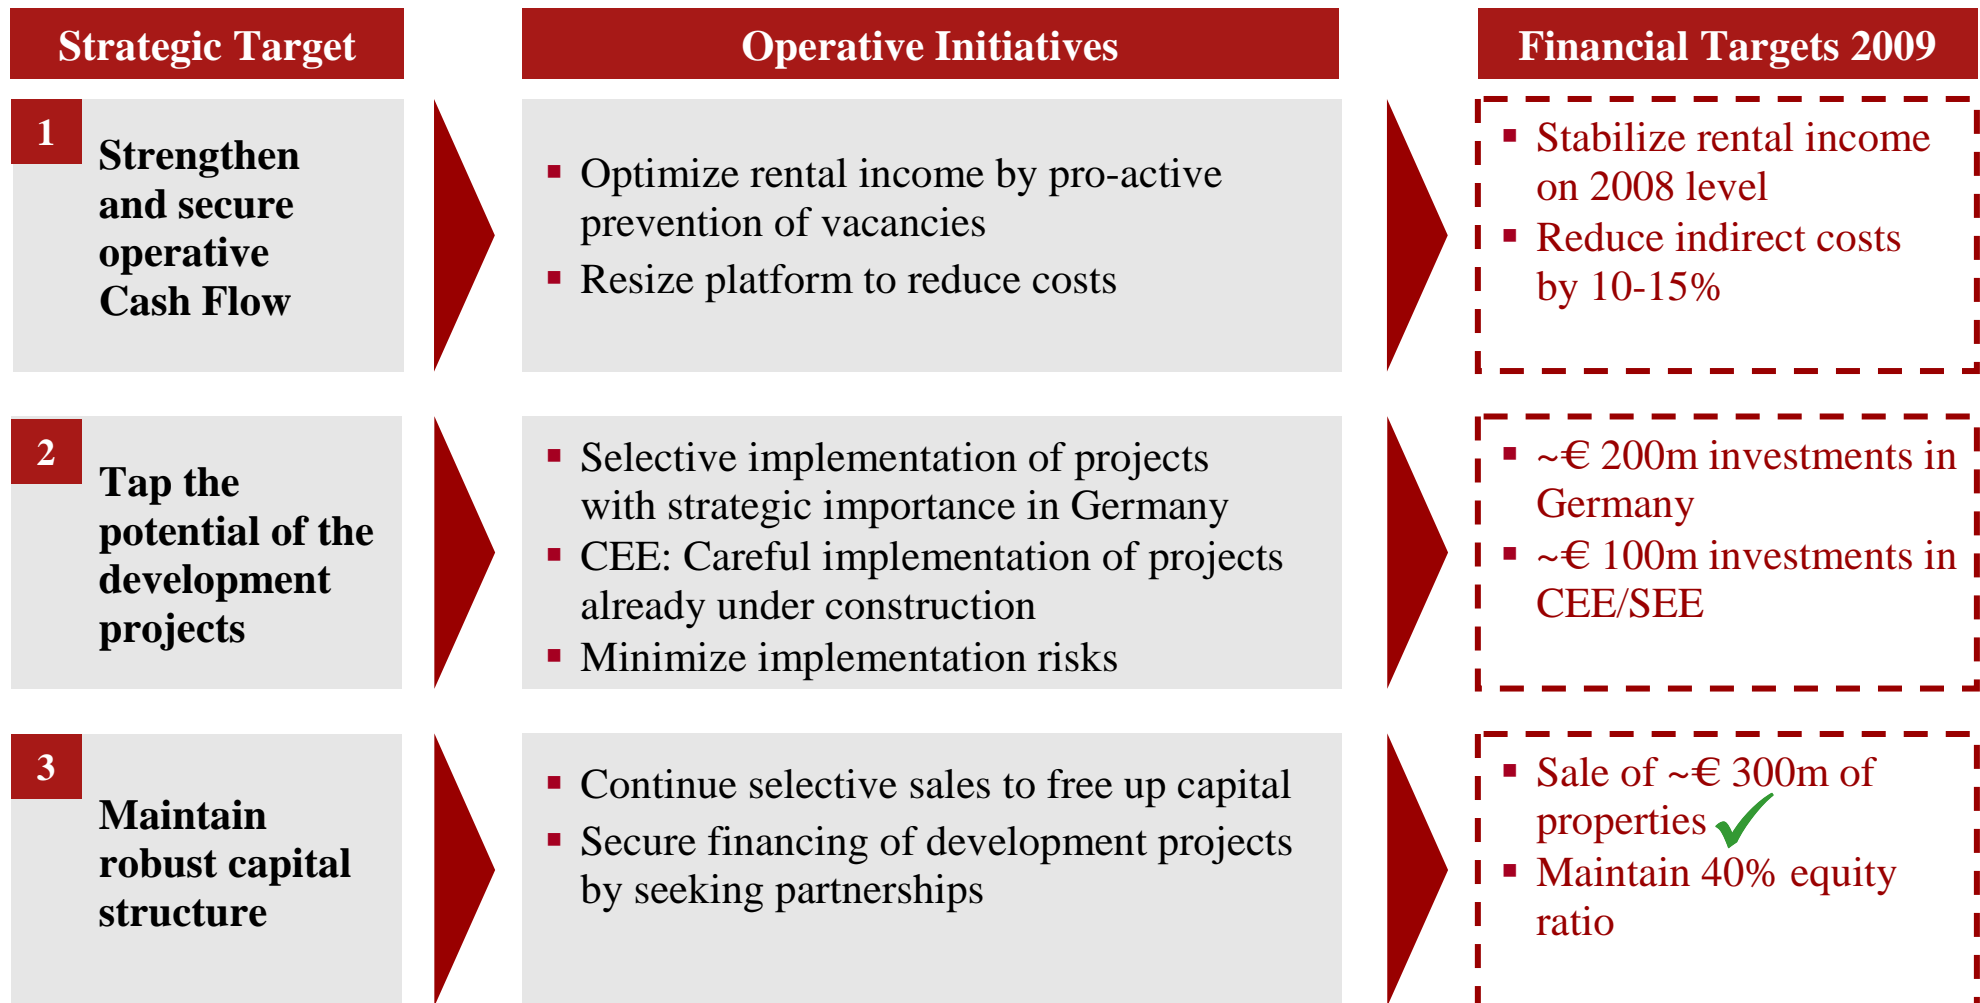 Strategic Target
Operative Initiatives
Financial Targets 2009
1
Strengthen
and secure
operative
Cash Flow
▪ Optimize rental income by pro-active
prevention of vacancies
▪ Resize platform to reduce costs
▪ Stabilize rental income
on 2008 level
▪ Reduce indirect costs
by 10-15%
2
Tap the
potential of the
development
projects
▪ Selective implementation of projects
with strategic importance in Germany
▪ CEE: Careful implementation of projects
already under construction
▪ Minimize implementation risks
▪ ~€ 200m investments in
Germany
▪ ~€ 100m investments in
CEE/SEE
3
Maintain
robust capital
structure
▪ Continue selective sales to free up capital
▪ Secure financing of development projects
by seeking partnerships
▪ Sale of ~€ 300m of
properties ✓
▪ Maintain 40% equity
ratio